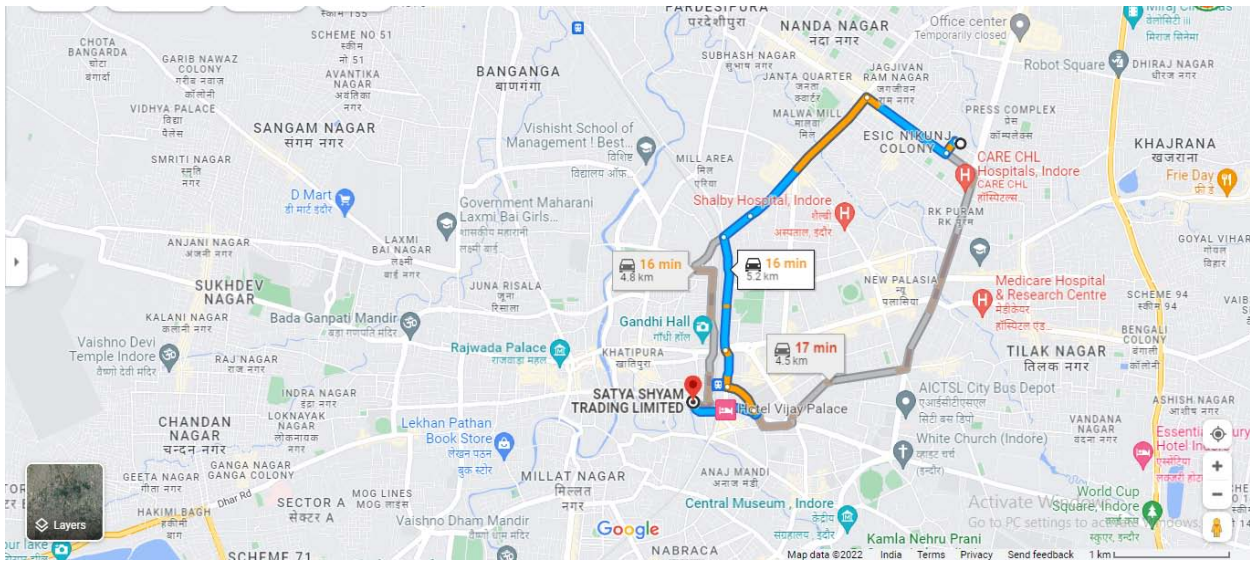 स्कीम 155
SCHEME NO 51
स्कीम
नो 51
CHOTA
BANGARDA
चोटा
बंगार्दा
GARIB NAWAZ
COLONY
गरीब नवाज़
कॉलोनी
AVANTIKA
NAGAR
अवंतिका
नगर
VIDHYA PALACE
विद्या
पैलेस
SANGAM NAGAR
संगम नगर
SMRITI NAGAR
स्मृति
नगर
D Mart
डी मार्ट इंदौर
BANGANGA
बाणगंगा
PARDESIPURA
परदेशीपुरा
NANDA NAGAR
नंदा नगर
Office center
Temporarily closed
Miraj Cinemas
मिराज सिनेमा
Robot Square
DHIRAJ NAGAR
धीरज नगर
SUBHASH NAGAR
सुभाष नगर
JANTA QUARTER
जनता
क्वार्टर
JAGJIVAN
RAM NAGAR
जगजीवन
राम नगर
MALWA MILL
मालवा
मिल
PRESS COMPLEX
प्रेस
कॉम्पलेक्स
ESIC NIKUNJ
COLONY
KHAJRANA
खजराना
Vishisht School of
Management ! Best...
विशिष्ट
विद्यालय ऑफ...
MILL AREA
मिल
एरिया
CARE CHL
Hospitals, Indore
CARE CHL
हॉस्पिटल्स
Frie Day
फ्री डे
Shalby Hospital, Indore
शेल्बी
अस्पताल, इंदौर
RK PURAM
Government Maharani
Laxmi Bai Girls...
शासकीय महारानी
लक्ष्मी बाई...
ANJANI NAGAR
अंजनी नगर
LAXMI
BAI NAGAR
लक्ष्मी
बाई नगर
GOYAL VIHAR
गोयल
विहार
16 min
4.8 km
16 min
5.2 km
SUKHDEV
NAGAR
JUNA RISALA
जूना
रिसाला
NEW PALASIA
न्यू
पलासिया
Medicare Hospital
& Research Centre
मेडीकेयर
हॉस्पिटल एंड...
SCHEME 94
स्कीम 94
KALANI NAGAR
कलानी नगर
Bada Ganpati Mandir
बड़ा गणपति मंदिर
Gandhi Hall
गाँधी हॉल
BENGALI
COLONY
बंगाली
कॉलोनी
Vaishno Devi
Temple Indore
वैष्णो देवी मंदिर
RAJ NAGAR
राज नगर
Rajwada Palace
राजवाड़ा महल
KHATIPURA
खातिपुरा
17 min
4.5 km
TILAK NAGAR
तिलक नगर
SATYA SHYAM
TRADING LIMITED
Hotel Vijay Palace
AICTSL City Bus Depot
एआईसीटीएसएल
सिटी बस डिपो
INDRA NAGAR
इंद्रा नगर
LOKNAYAK
NAGAR
लोकनायक
नगर
ASHISH NAGAR
आशीष नगर
CHANDAN
NAGAR
चन्दन नगर
Lekhan Pathan
Book Store
लेखन पठन
बुक स्टोर
VANDANA
NAGAR
वंदना नगर
White Church (Indore)
व्हाइट चर्च
(इन्दौर)
GEETA NAGAR
गीता नगर
GANGA NAGAR
GANGA COLONY
Dhar Rd
MILLAT NAGAR
मिल्लत
नगर
ANAJ MANDI
अनाज मंडी
SECTOR A
सेक्टर A
MOG LINES
MOG लाइंस
HAKIMI BAGH
हकीमी
बाग
Central Museum , Indore
केंद्रीय
संग्रहालय , इंदौर
World Cup
Square, Indore
Activate Windows
Go to PC settings to activate Windows.
Layers
Vaishno Dham Mandir
वैष्णो धाम मंदिर
Google
Kamla Nehru Prani
SCHEME 71
NABRACA
Map data ©2022 India Terms Privacy Send feedback 1 km